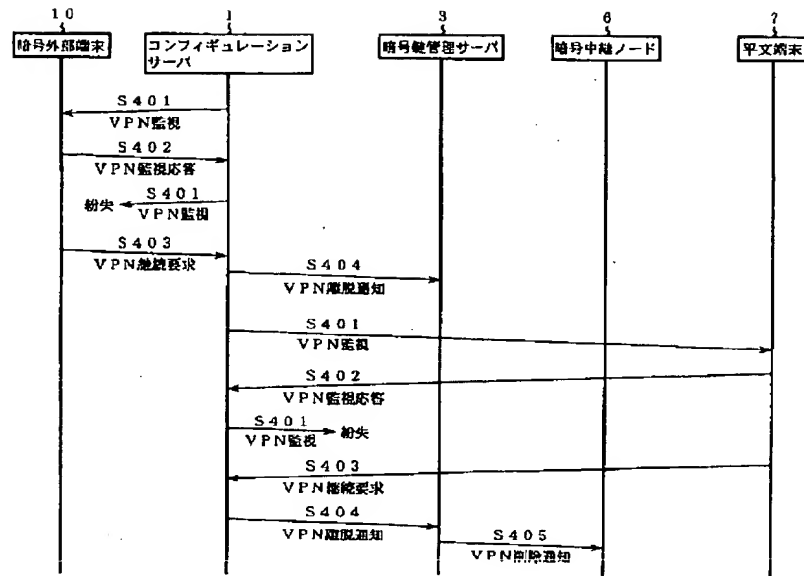 10
1
3
6
7
暗号外部端末
コンフィギュレーション
サーバ
暗号鍵管理サーバ
暗号中継ノード
平文端末
S401
VPN監視
S402
VPN監視応答
S401
紛失
VPN監視
S403
VPN継続要求
S404
VPN離脱通知
S401
VPN監視
S402
VPN監視応答
S401
VPN監視
紛失
S403
VPN継続要求
S404
VPN離脱通知
S405
VPN削除通知